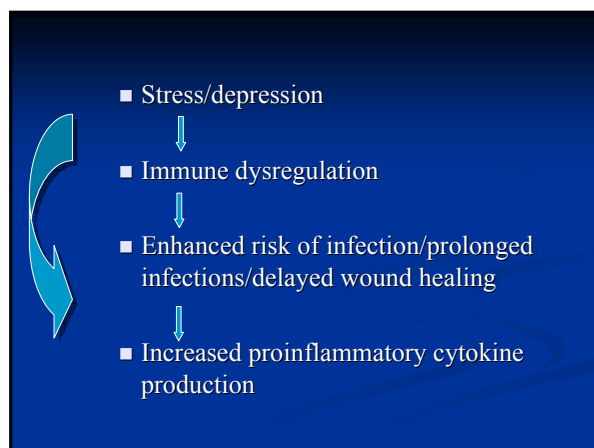 Stress/depression
Immune dysregulation
Enhanced risk of infection/prolonged
infections/delayed wound healing
Increased proinflammatory cytokine
production